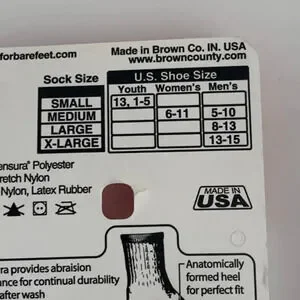 forbarefeet.com
Made in Brown Co. IN. USA
www.browncounty.com
Sock Size
U.S. Shoe Size
Youth Women's Men's
SMALL 13, 1-5
MEDIUM 6-11 5-10
LARGE 8-13
X-LARGE 13-15
ensura® Polyester
retch Nylon
Nylon, Latex Rubber
MADE IN
USA
ra provides abraision
ance for continual durability
after wash
Anatomically
formed heel
for perfect fit